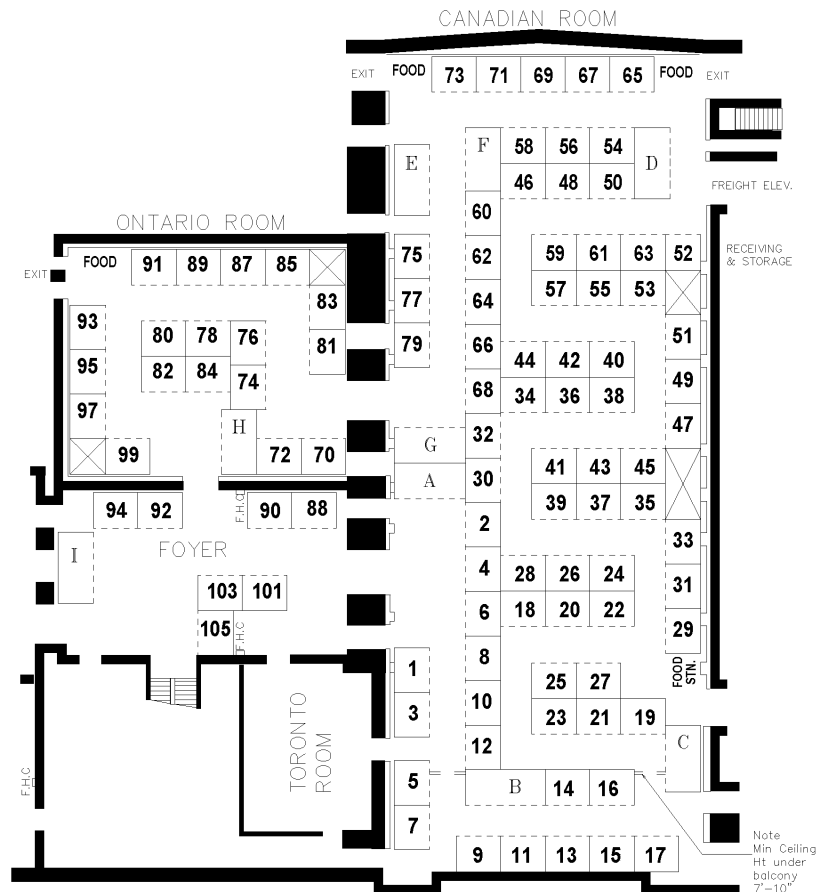 CANADIAN ROOM
EXIT FOOD 73 71 69 67 65 FOOD EXIT
E F 58 56 54 D
46 48 50
FREIGHT ELEV.
60
ONTARIO ROOM
75 62 59 61 63 52
RECEIVING
& STORAGE
EXIT FOOD 91 89 87 85
77 64 57 55 53
83
93 80 78 76 81 79 66 51
95 82 84 74 44 42 40 49
97 68 34 36 38 47
H G 32
99 72 70 A 30 41 43 45
39 37 35
94 92 F.H.C 90 88 2 33
FOYER
I 4 28 26 24 31
103 101 6 18 20 22 29
105 F.H.C 8 FOOD
STN.
1 10 25 27
3 23 21 19 C
12
TORONTO
ROOM
5 B 14 16
F.H.C
7
9 11 13 15 17
Note
Min Ceiling
Ht under
balcony
7'-10"